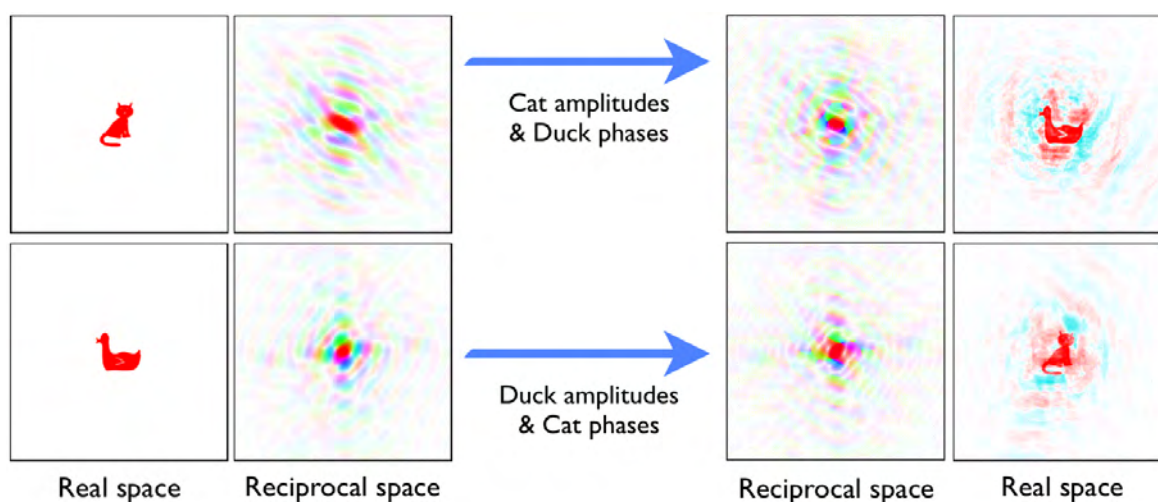 Cat amplitudes
& Duck phases
Duck amplitudes
& Cat phases
Real space
Reciprocal space
Reciprocal space
Real space